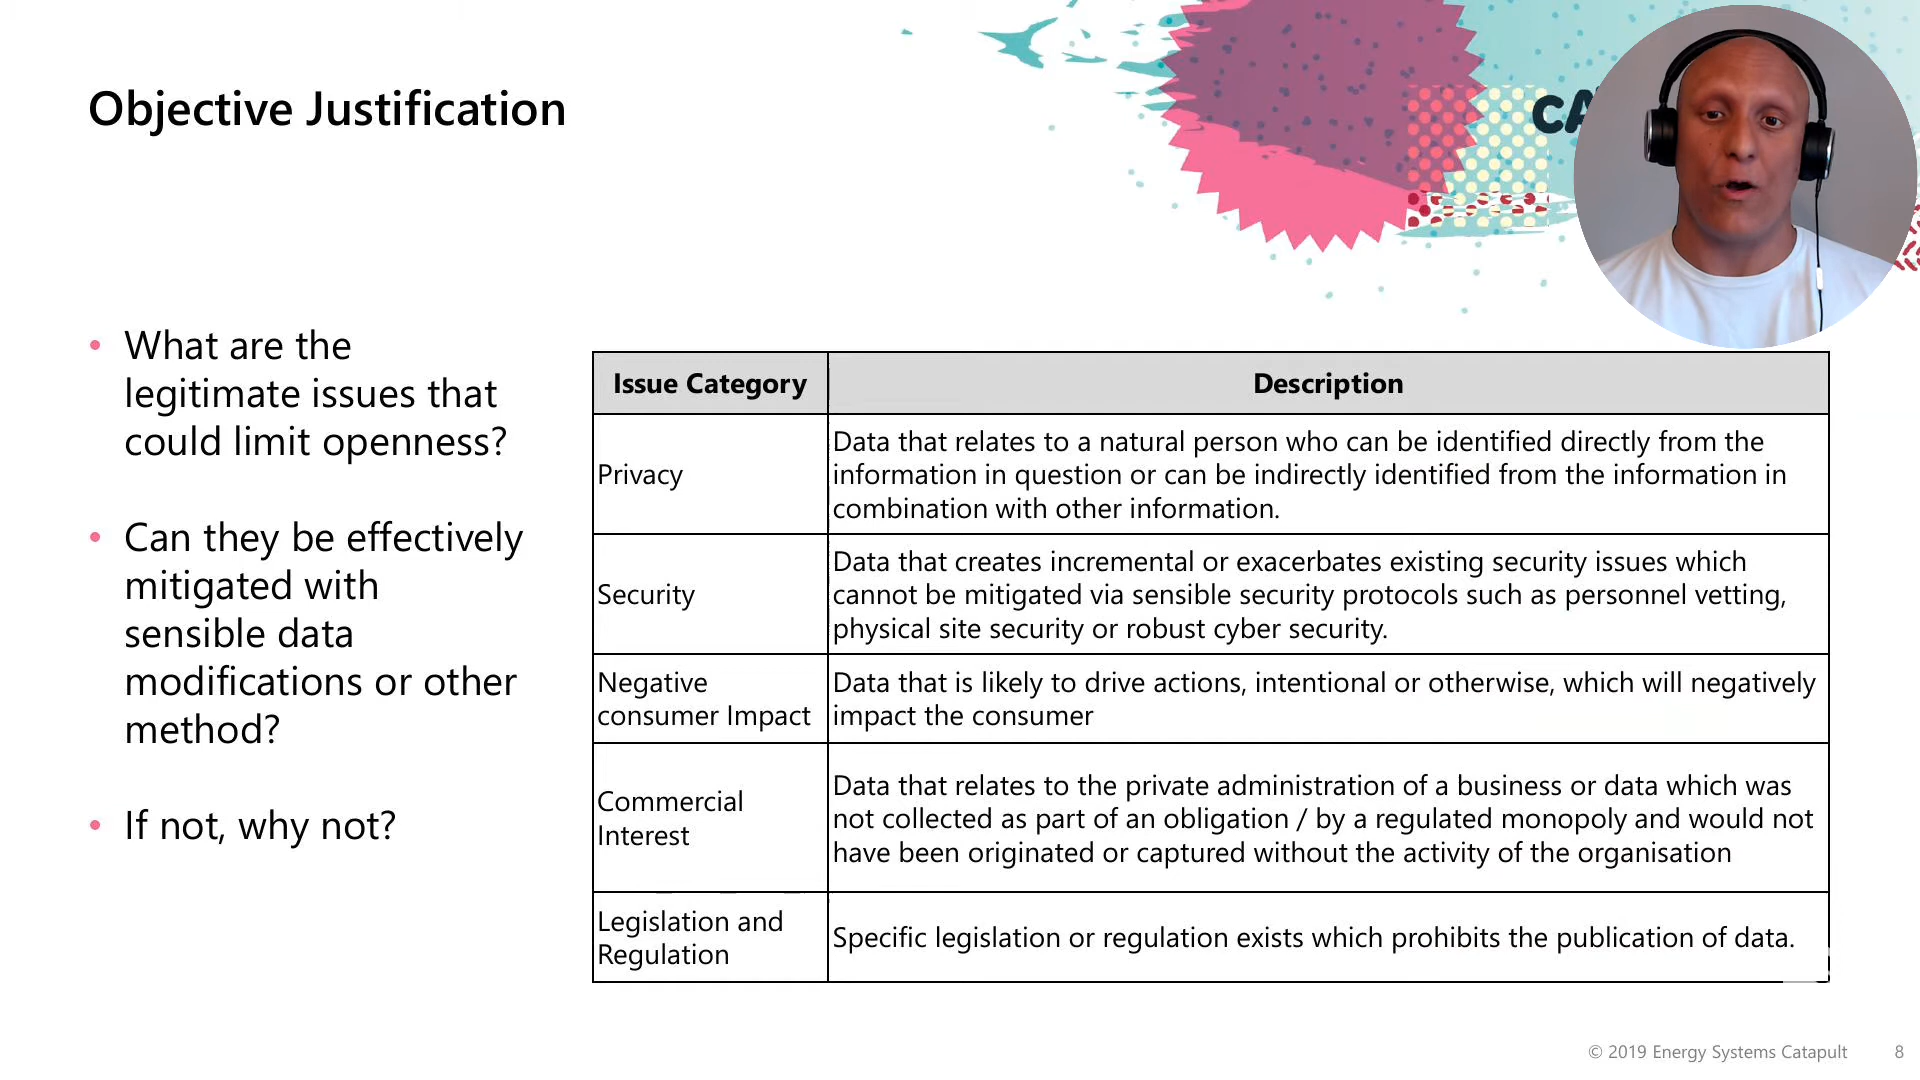 Objective Justification
CA
• What are the
legitimate issues that
could limit openness?
• Can they be effectively
mitigated with
sensible data
modifications or other
method?
• If not, why not?
Issue Category
Description
Privacy
Data that relates to a natural person who can be identified directly from the
information in question or can be indirectly identified from the information in
combination with other information.
Security
Data that creates incremental or exacerbates existing security issues which
cannot be mitigated via sensible security protocols such as personnel vetting,
physical site security or robust cyber security.
Negative
consumer Impact
Data that is likely to drive actions, intentional or otherwise, which will negatively
impact the consumer
Commercial
Interest
Data that relates to the private administration of a business or data which was
not collected as part of an obligation / by a regulated monopoly and would not
have been originated or captured without the activity of the organisation
Legislation and
Regulation
Specific legislation or regulation exists which prohibits the publication of data.
© 2019 Energy Systems Catapult
8